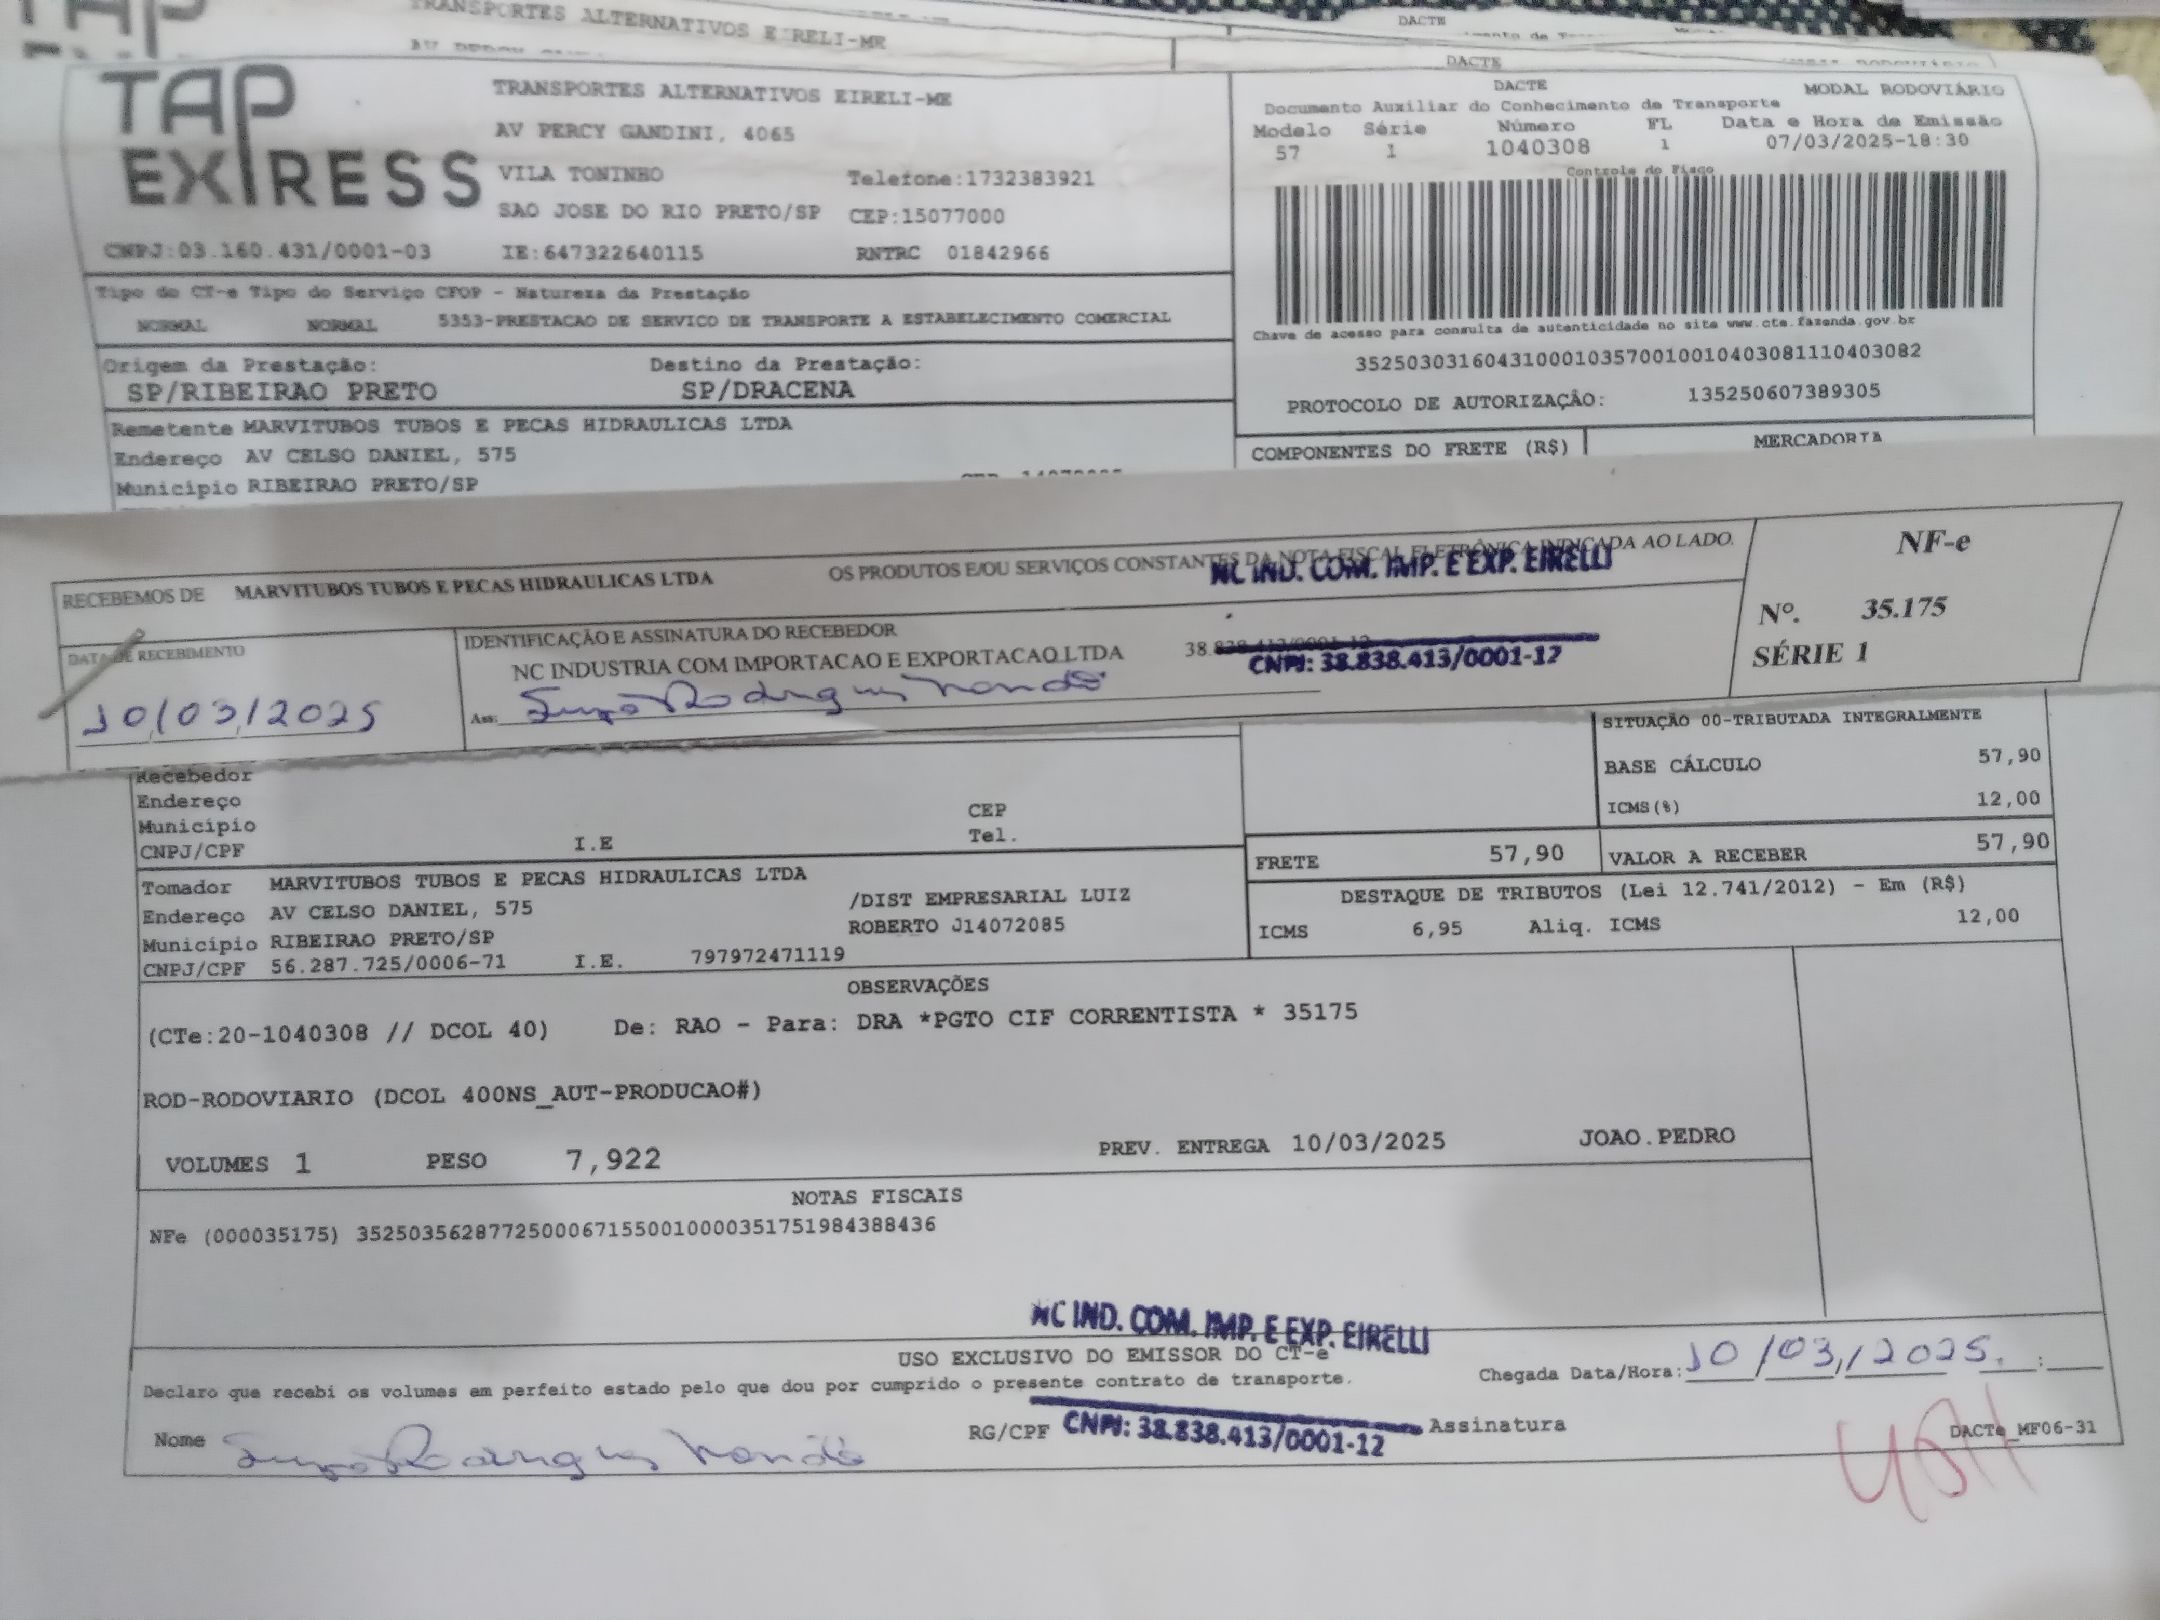 TRANSPORTES ALTERNATIVOS EIRELI-ME
DACTE
DACTE
TAP EXPRESS
TRANSPORTES ALTERNATIVOS EIRELI-ME
AV PERCY GANDINI, 4065
VILA TONINHO Telefone:1732383921
SAO JOSE DO RIO PRETO/SP CEP:15077000
CNPJ:03.160.431/0001-03 IE:647322640115 RNTRC 01842966
DACTE MODAL RODOVIÁRIO
Documento Auxiliar do Conhecimento de Transporte
Modelo Série Número FL Data e Hora de Emissão
57 1 1040308 1 07/03/2025-18:30
Controle do Fisco
Chave de acesso para consulta de autenticidade no site www.cte.fazenda.gov.br
35250303160431000103570010010403081110403082
PROTOCOLO DE AUTORIZAÇÃO: 135250607389305
Tipo do CT-e Tipo do Serviço CFOP - Natureza da Prestação
NORMAL NORMAL 5353-PRESTACAO DE SERVICO DE TRANSPORTE A ESTABELECIMENTO COMERCIAL
Origem da Prestação: Destino da Prestação:
SP/RIBEIRAO PRETO SP/DRACENA
Remetente MARVITUBOS TUBOS E PECAS HIDRAULICAS LTDA
Endereço AV CELSO DANIEL, 575
Município RIBEIRAO PRETO/SP
COMPONENTES DO FRETE (R$) MERCADORIA
RECEBEMOS DE MARVITUBOS TUBOS E PECAS HIDRAULICAS LTDA OS PRODUTOS E/OU SERVIÇOS CONSTANTES DA NOTA FISCAL ELETRÔNICA INDICADA AO LADO.
NC IND. COM. IMP. E EXP. EIRELLI
NF-e
Nº. 35.175
SÉRIE 1
DATA DE RECEBIMENTO
10/03/2025
IDENTIFICAÇÃO E ASSINATURA DO RECEBEDOR
NC INDUSTRIA COM IMPORTACAO E EXPORTACAO LTDA 38.838.413/0001-12
CNPJ: 38.838.413/0001-12
Ass:
SITUAÇÃO 00-TRIBUTADA INTEGRALMENTE
BASE CÁLCULO 57,90
ICMS(%) 12,00
FRETE 57,90 VALOR A RECEBER 57,90
DESTAQUE DE TRIBUTOS (Lei 12.741/2012) - Em (R$)
ICMS 6,95 Aliq. ICMS 12,00
Recebedor
Endereço
Município CEP
CNPJ/CPF I.E Tel.
Tomador MARVITUBOS TUBOS E PECAS HIDRAULICAS LTDA
Endereço AV CELSO DANIEL, 575 /DIST EMPRESARIAL LUIZ
Município RIBEIRAO PRETO/SP ROBERTO J14072085
CNPJ/CPF 56.287.725/0006-71 I.E. 797972471119
OBSERVAÇÕES
(CTe:20-1040308 // DCOL 40) De: RAO - Para: DRA *PGTO CIF CORRENTISTA * 35175
ROD-RODOVIARIO (DCOL 400NS_AUT-PRODUCAO#)
VOLUMES 1 PESO 7,922 PREV. ENTREGA 10/03/2025 JOAO.PEDRO
NOTAS FISCAIS
NFe (000035175) 35250356287725000671550010000351751984388436
NC IND. COM. IMP. E EXP. EIRELLI
USO EXCLUSIVO DO EMISSOR DO CT-e
Declaro que recebi os volumes em perfeito estado pelo que dou por cumprido o presente contrato de transporte.
Chegada Data/Hora: 10/03/2025 :
Nome RG/CPF CNPJ: 38.838.413/0001-12 Assinatura
DACTe_MF06-31